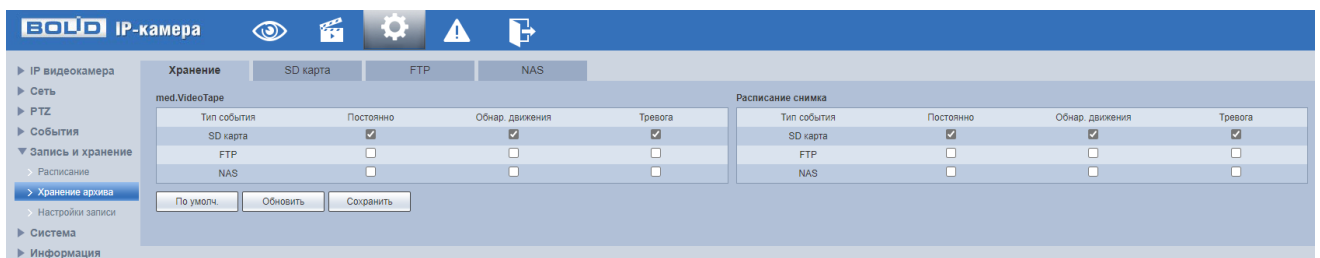 BOLID IP-камера
IP видеокамера
Сеть
PTZ
События
Запись и хранение
Расписание
Хранение архива
Настройки записи
Система
Информация
Хранение SD карта FTP NAS
med.VideoTape
Тип события Постоянно Обнар. движения Тревога
SD карта
FTP
NAS
По умолч. Обновить Сохранить
Расписание снимка
Тип события Постоянно Обнар. движения Тревога
SD карта
FTP
NAS